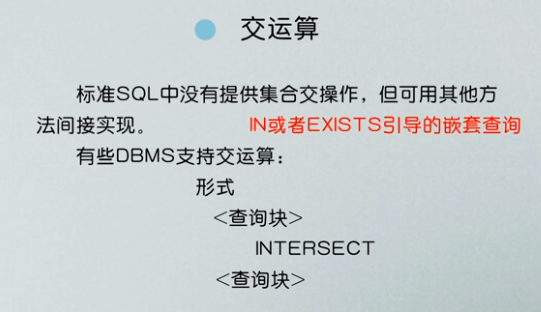 交运算
标准SQL中没有提供集合交操作，但可用其他方
法间接实现。 IN或者EXISTS引导的嵌套查询
有些DBMS支持交运算：
形式
<查询块>
INTERSECT
<查询块>